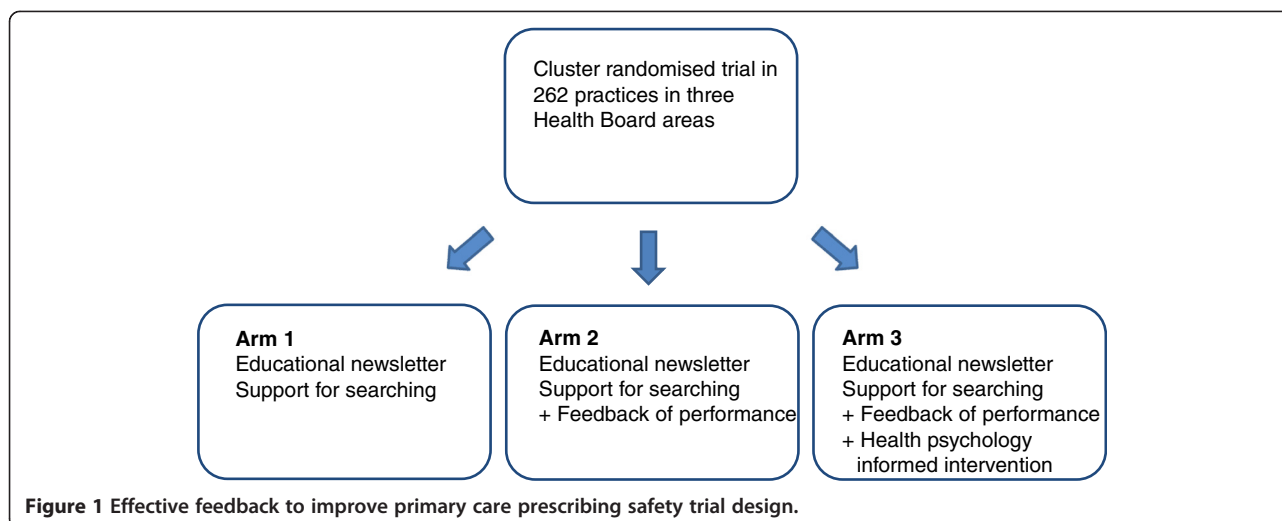 Cluster randomised trial in
262 practices in three
Health Board areas
Arm 1
Educational newsletter
Support for searching
Arm 2
Educational newsletter
Support for searching
+ Feedback of performance
Arm 3
Educational newsletter
Support for searching
+ Feedback of performance
+ Health psychology
informed intervention
Figure 1 Effective feedback to improve primary care prescribing safety trial design.